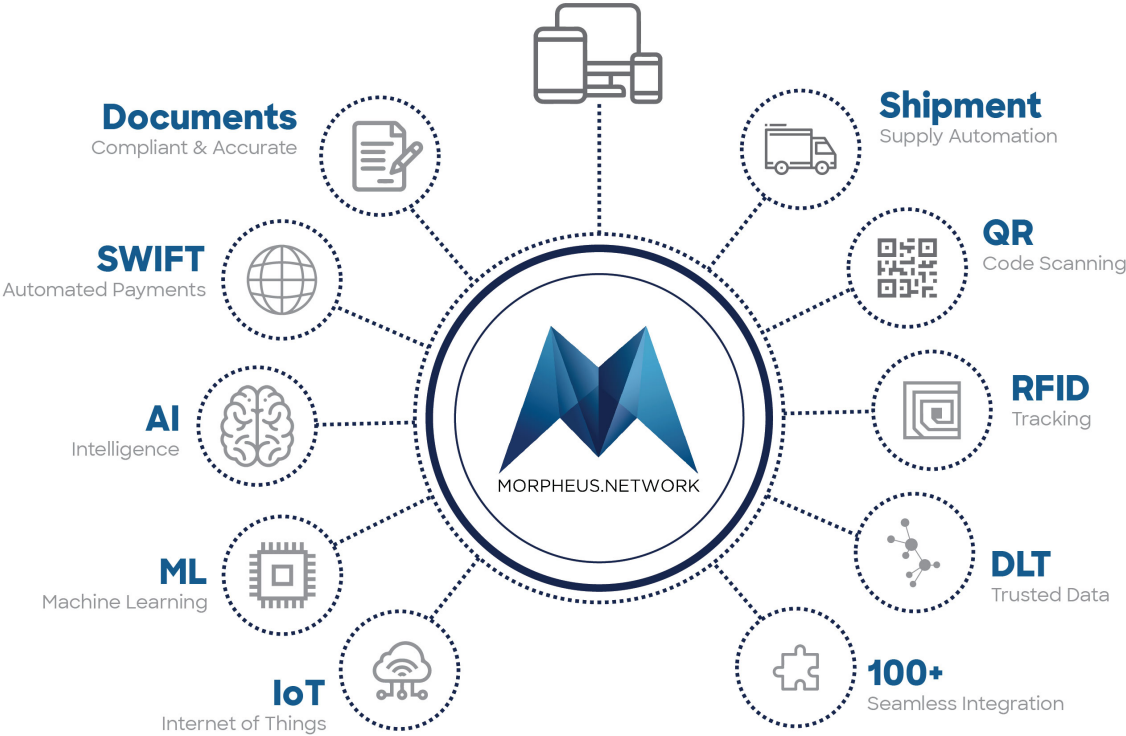 Documents
Compliant & Accurate
SWIFT
Automated Payments
AI
Intelligence
ML
Machine Learning
IoT
Internet of Things
MORPHEUS.NETWORK
Shipment
Supply Automation
QR
Code Scanning
RFID
Tracking
DLT
Trusted Data
100+
Seamless Integration